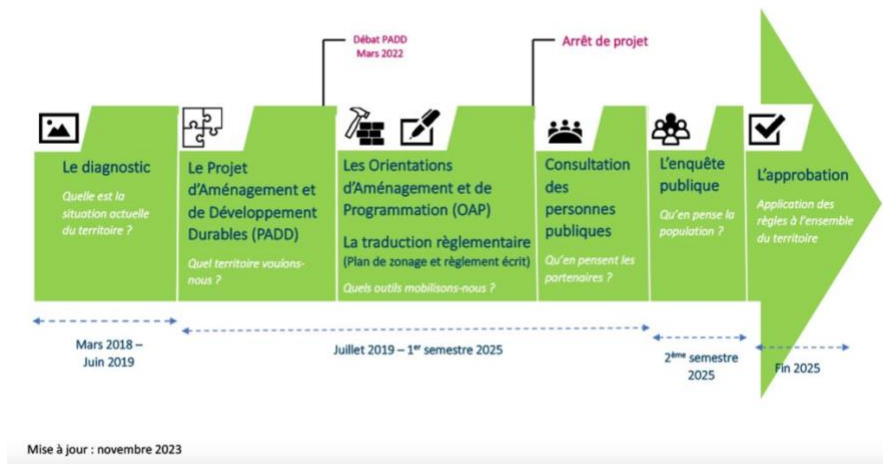 Débat PADD
Mars 2022
Arrêt de projet
Le diagnostic
Quelle est la
situation actuelle
du territoire ?
Le Projet
d'Aménagement et
de Développement
Durables (PADD)
Quel territoire voulons-
nous ?
Les Orientations
d'Aménagement et de
Programmation (OAP)
La traduction règlementaire
(Plan de zonage et règlement écrit)
Quels outils mobilisons-nous ?
Consultation
des
personnes
publiques
Qu'en pensent les
partenaires ?
L'enquête
publique
Qu'en pense la
population ?
L'approbation
Application des
règles à l'ensemble
du territoire
Mars 2018 –
Juin 2019
Juillet 2019 – 1er semestre 2025
2ème semestre
2025
Fin 2025
Mise à jour : novembre 2023